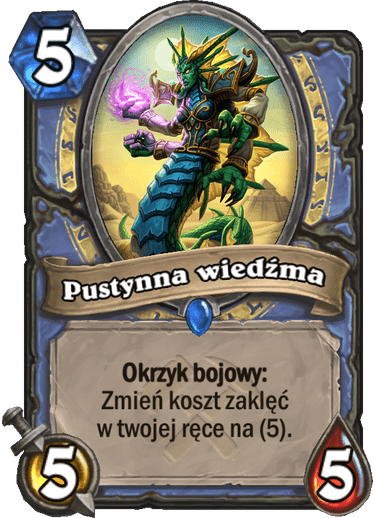 5
Pustynna wiedźma
Okrzyk bojowy:
Zmień koszt zaklęć
w twojej ręce na (5).
5
5